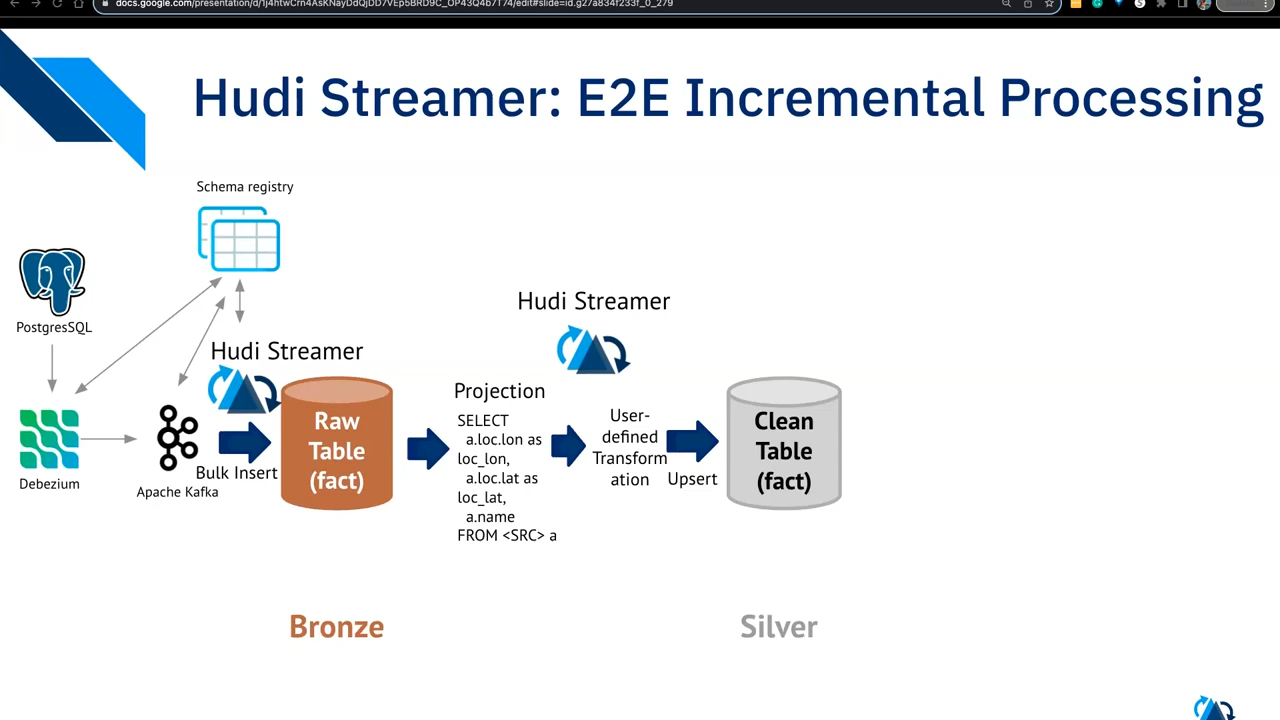 Hudi Streamer: E2E Incremental Processing
Schema registry
PostgresSQL
Hudi Streamer
Hudi Streamer
Debezium
Apache Kafka
Bulk Insert
Raw
Table
(fact)
Projection
SELECT
a.loc.lon as
loc_lon,
a.loc.lat as
loc_lat,
a.name
FROM <SRC> a
User-
defined
Transform
ation
Upsert
Clean
Table
(fact)
Bronze
Silver